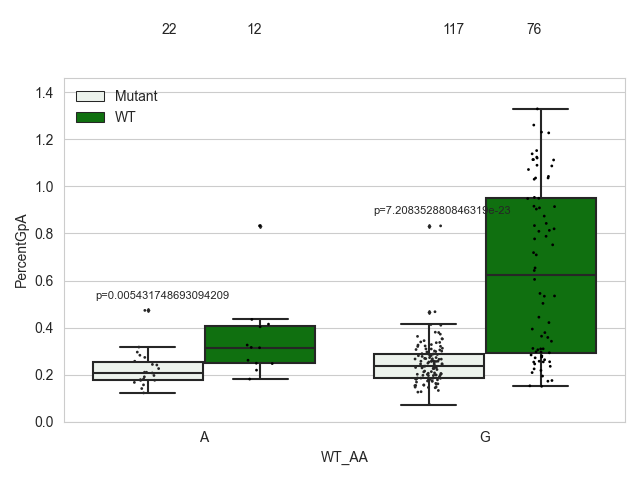 22 12 117 76
1.4
Mutant
WT
1.2
1.0
p=7.208352880846319e-23
0.8
PercentGpA
0.6
p=0.005431748693094209
0.4
0.2
0.0
A G
WT_AA